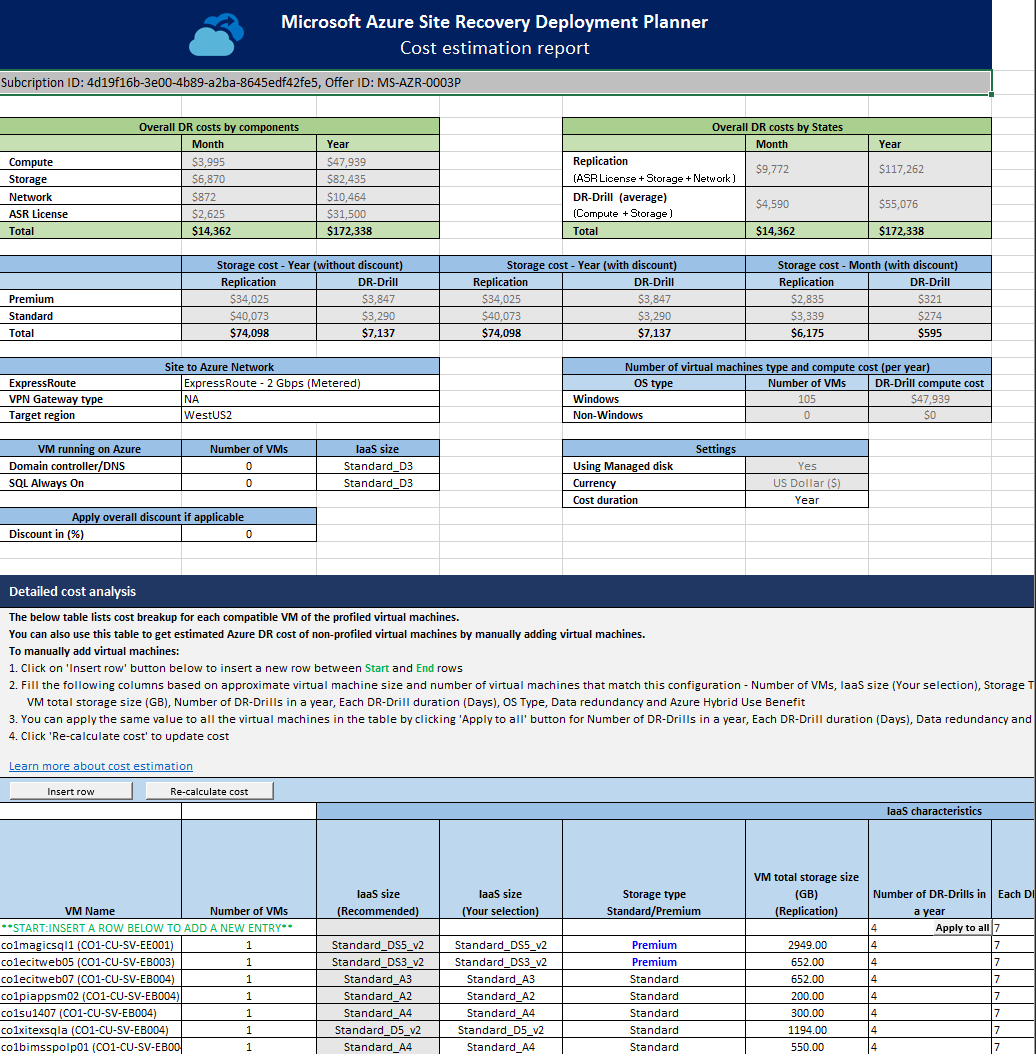 Microsoft Azure Site Recovery Deployment Planner
Cost estimation report
Subcription ID: 4d19f16b-3e00-4b89-a2ba-8645edf42fe5, Offer ID: MS-AZR-0003P
Overall DR costs by components
Month Year
Compute $3,995 $47,939
Storage $6,870 $82,435
Network $872 $10,464
ASR License $2,625 $31,500
Total $14,362 $172,338
Overall DR costs by States
Month Year
Replication
(ASR License + Storage + Network) $9,772 $117,262
DR-Drill (average)
(Compute + Storage) $4,590 $55,076
Total $14,362 $172,338
Storage cost - Year (without discount) Storage cost - Year (with discount) Storage cost - Month (with discount)
Replication DR-Drill Replication DR-Drill Replication DR-Drill
Premium $34,025 $3,847 $34,025 $3,847 $2,835 $321
Standard $40,073 $3,290 $40,073 $3,290 $3,339 $274
Total $74,098 $7,137 $74,098 $7,137 $6,175 $595
Site to Azure Network
ExpressRoute ExpressRoute - 2 Gbps (Metered)
VPN Gateway type NA
Target region WestUS2
Number of virtual machines type and compute cost (per year)
OS type Number of VMs DR-Drill compute cost
Windows 105 $47,939
Non-Windows 0 $0
VM running on Azure Number of VMs IaaS size
Domain controller/DNS 0 Standard_D3
SQL Always On 0 Standard_D3
Settings
Using Managed disk Yes
Currency US Dollar ($)
Cost duration Year
Apply overall discount if applicable
Discount in (%) 0
Detailed cost analysis
The below table lists cost breakup for each compatible VM of the profiled virtual machines.
You can also use this table to get estimated Azure DR cost of non-profiled virtual machines by manually adding virtual machines.
To manually add virtual machines:
1. Click on 'Insert row' button below to insert a new row between Start and End rows
2. Fill the following columns based on approximate virtual machine size and number of virtual machines that match this configuration - Number of VMs, IaaS size (Your selection), Storage T
VM total storage size (GB), Number of DR-Drills in a year, Each DR-Drill duration (Days), OS Type, Data redundancy and Azure Hybrid Use Benefit
3. You can apply the same value to all the virtual machines in the table by clicking 'Apply to all' button for Number of DR-Drills in a year, Each DR-Drill duration (Days), Data redundancy and
4. Click 'Re-calculate cost' to update cost
Learn more about cost estimation
Insert row Re-calculate cost
IaaS characteristics
VM Name Number of VMs IaaS size (Recommended) IaaS size (Your selection) Storage type Standard/Premium VM total storage size (GB) (Replication) Number of DR-Drills in a year Each D
**START:INSERT A ROW BELOW TO ADD A NEW ENTRY** 4 Apply to all 7
co1magicsql1 (CO1-CU-SV-EE001) 1 Standard_DS5_v2 Standard_DS5_v2 Premium 2949.00 4 7
co1ecitweb05 (CO1-CU-SV-EB003) 1 Standard_DS3_v2 Standard_DS3_v2 Premium 652.00 4 7
co1ecitweb07 (CO1-CU-SV-EB004) 1 Standard_A3 Standard_A3 Standard 652.00 4 7
co1piappsm02 (CO1-CU-SV-EB004) 1 Standard_A2 Standard_A2 Standard 200.00 4 7
co1su1407 (CO1-CU-SV-EB004) 1 Standard_A4 Standard_A4 Standard 300.00 4 7
co1xitexsqla (CO1-CU-SV-EB004) 1 Standard_D5_v2 Standard_D5_v2 Standard 1194.00 4 7
co1bimsspolp01 (CO1-CU-SV-EB00 1 Standard_A4 Standard_A4 Standard 550.00 4 7